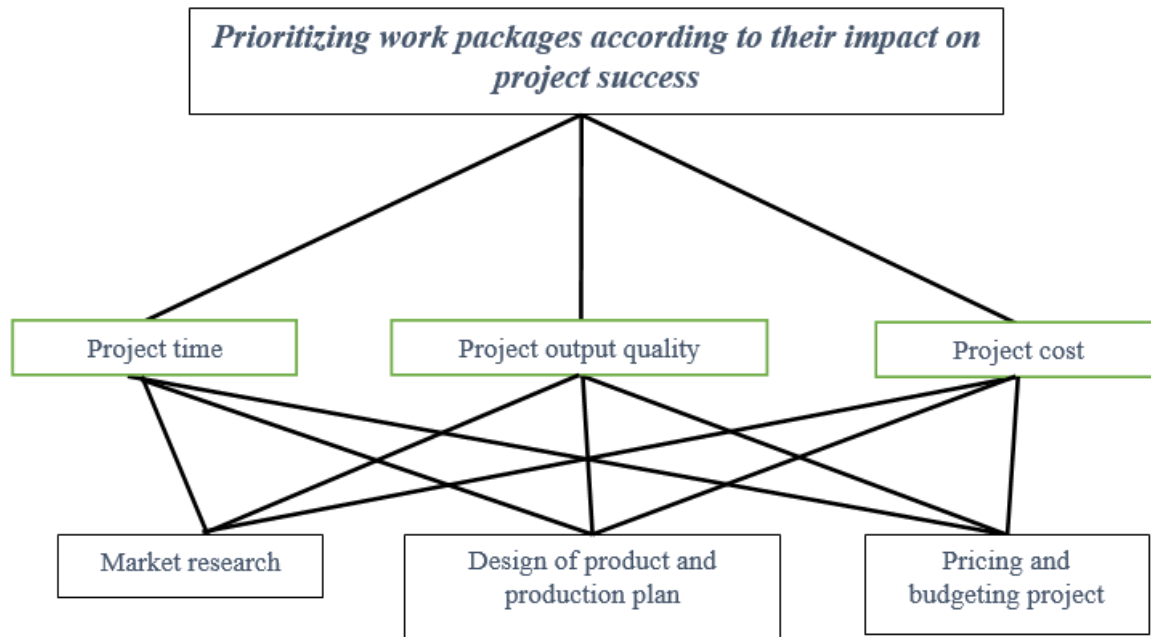 Prioritizing work packages according to their impact on
project success
Project time
Project output quality
Project cost
Market research
Design of product and
production plan
Pricing and
budgeting project